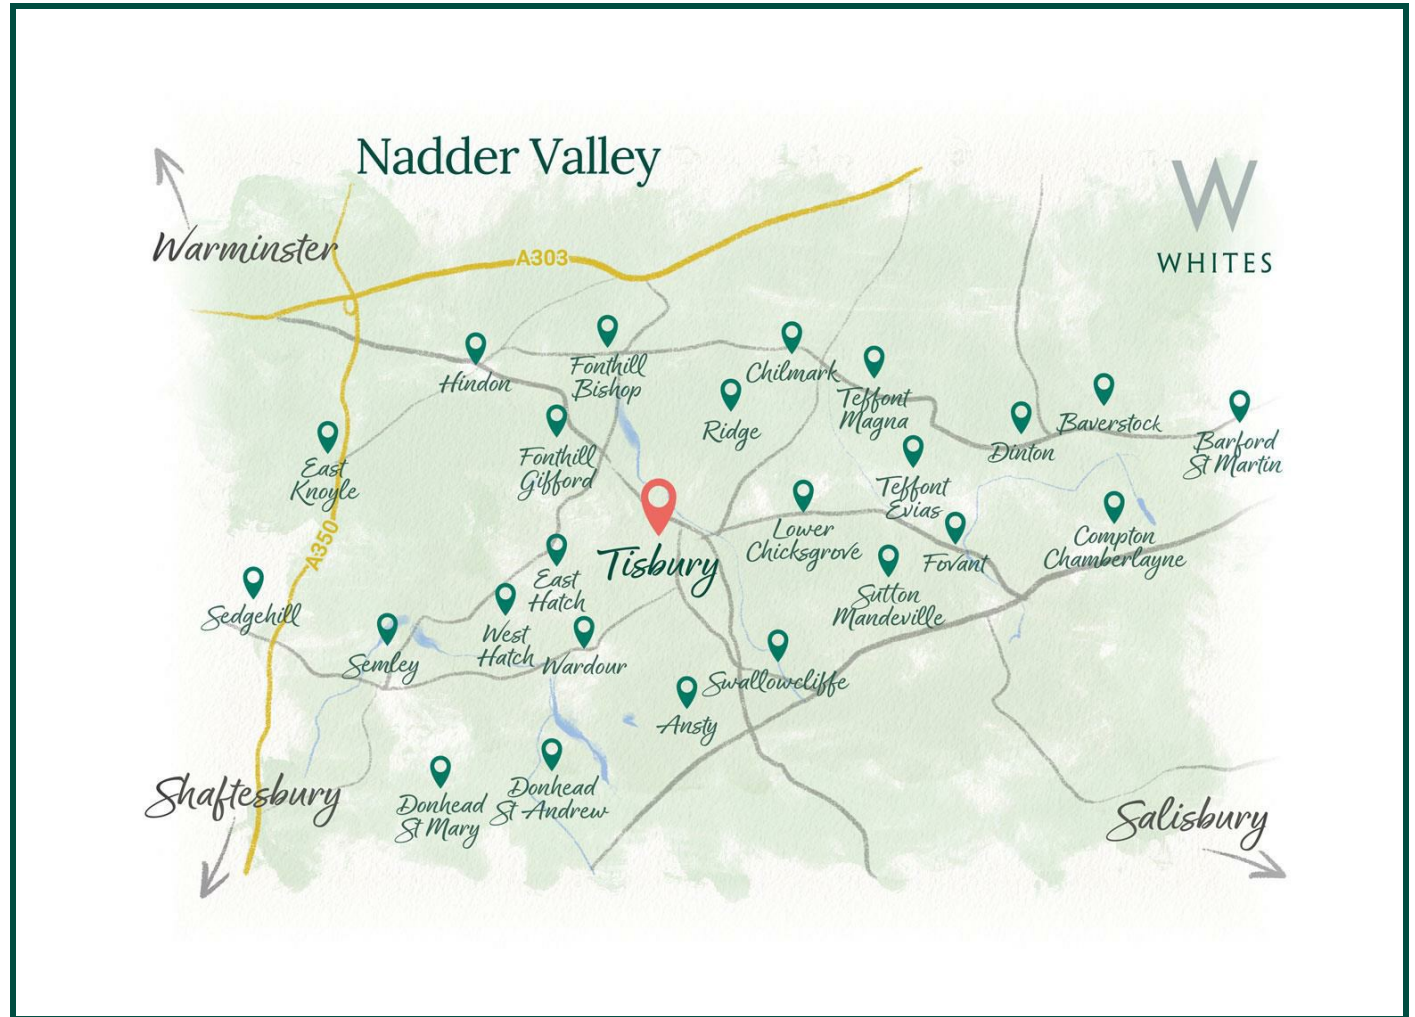 Nadder Valley
W
WHITES
Warminster
A303
Hindon
Fonthill
Bishop
Chilmark
Ridge
Teffont
Magna
Dinton
Baverstock
Barford
St Martin
East
Knoyle
Fonthill
Gifford
Teffont
Evias
A350
Tisbury
Lower
Chicksgrove
Fovant
Compton
Chamberlayne
East
Hatch
Sutton
Mandeville
Sedgehill
Semley
West
Hatch
Wardour
Swallowcliffe
Ansty
Shaftesbury
Donhead
St Mary
Donhead
St Andrew
Salisbury